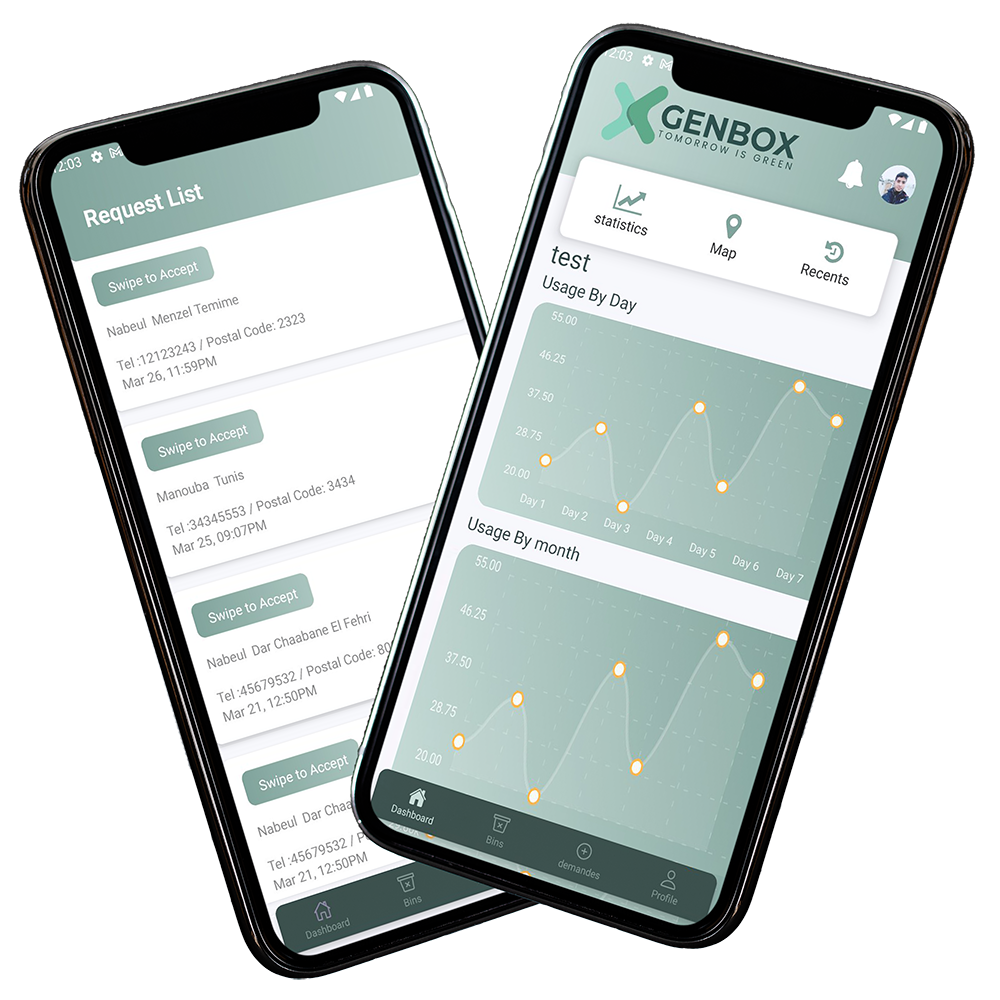 2:03
Request List
Swipe to Accept
Nabeul Menzel Temime
Tel :12123243 / Postal Code: 2323
Mar 26, 11:59PM
Swipe to Accept
Manouba Tunis
Tel :34345553 / Postal Code: 3434
Mar 25, 09:07PM
Swipe to Accept
Nabeul Dar Chaabane El Fehri
Tel :45679532 / Postal Code: 80
Mar 21, 12:50PM
Swipe to Accept
Nabeul Dar Chaa
Tel :45679532 / P
Mar 21, 12:50PM
Dashboard
Bins
2:03
GENBOX
TOMORROW IS GREEN
statistics
Map
Recents
test
Usage By Day
55.00
46.25
37.50
28.75
20.00
Day 1 Day 2 Day 3 Day 4 Day 5 Day 6 Day 7
Usage By month
55.00
46.25
37.50
28.75
20.00
Dashboard
Bins
demandes
Profile